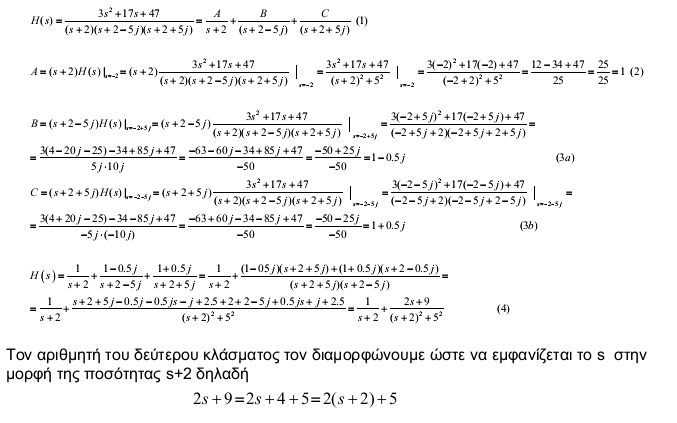 H(s) = \frac{3s^2+17s+47}{(s+2)(s+2-5j)(s+2+5j)} = \frac{A}{s+2} + \frac{B}{(s+2-5j)} + \frac{C}{(s+2+5j)} (1)
A = (s+2)H(s)|_{s=-2} = (s+2)\frac{3s^2+17s+47}{(s+2)(s+2-5j)(s+2+5j)}|_{s=-2} = \frac{3s^2+17s+47}{(s+2)^2+5^2}|_{s=-2} = \frac{3(-2)^2+17(-2)+47}{(-2+2)^2+5^2} = \frac{12-34+47}{25} = \frac{25}{25} = 1 (2)
B = (s+2-5j)H(s)|_{s=-2+5j} = (s+2-5j)\frac{3s^2+17s+47}{(s+2)(s+2-5j)(s+2+5j)}|_{s=-2+5j} = \frac{3(-2+5j)^2+17(-2+5j)+47}{(-2+5j+2)(-2+5j+2+5j)} =
= \frac{3(4-20j-25)-34+85j+47}{5j·10j} = \frac{-63-60j-34+85j+47}{-50} = \frac{-50+25j}{-50} = 1-0.5j (3a)
C = (s+2+5j)H(s)|_{s=-2-5j} = (s+2+5j)\frac{3s^2+17s+47}{(s+2)(s+2-5j)(s+2+5j)}|_{s=-2-5j} = \frac{3(-2-5j)^2+17(-2-5j)+47}{(-2-5j+2)(-2-5j+2-5j)}|_{s=-2-5j} =
= \frac{3(4+20j-25)-34-85j+47}{-5j·(-10j)} = \frac{-63+60j-34-85j+47}{-50} = \frac{-50-25j}{-50} = 1+0.5j (3b)
H(s) = \frac{1}{s+2} + \frac{1-0.5j}{s+2-5j} + \frac{1+0.5j}{s+2+5j} = \frac{1}{s+2} + \frac{(1-05j)(s+2+5j)+(1+0.5j)(s+2-0.5j)}{(s+2+5j)(s+2-5j)} =
= \frac{1}{s+2} + \frac{s+2+5j-0.5j-0.5js-j+2.5+2+2-5j+0.5js+j+2.5}{(s+2)^2+5^2} = \frac{1}{s+2} + \frac{2s+9}{(s+2)^2+5^2} (4)
Τον αριθμητή του δεύτερου κλάσματος τον διαμορφώνουμε ώστε να εμφανίζεται το s στην
μορφή της ποσότητας s+2 δηλαδή
2s+9=2s+4+5=2(s+2)+5